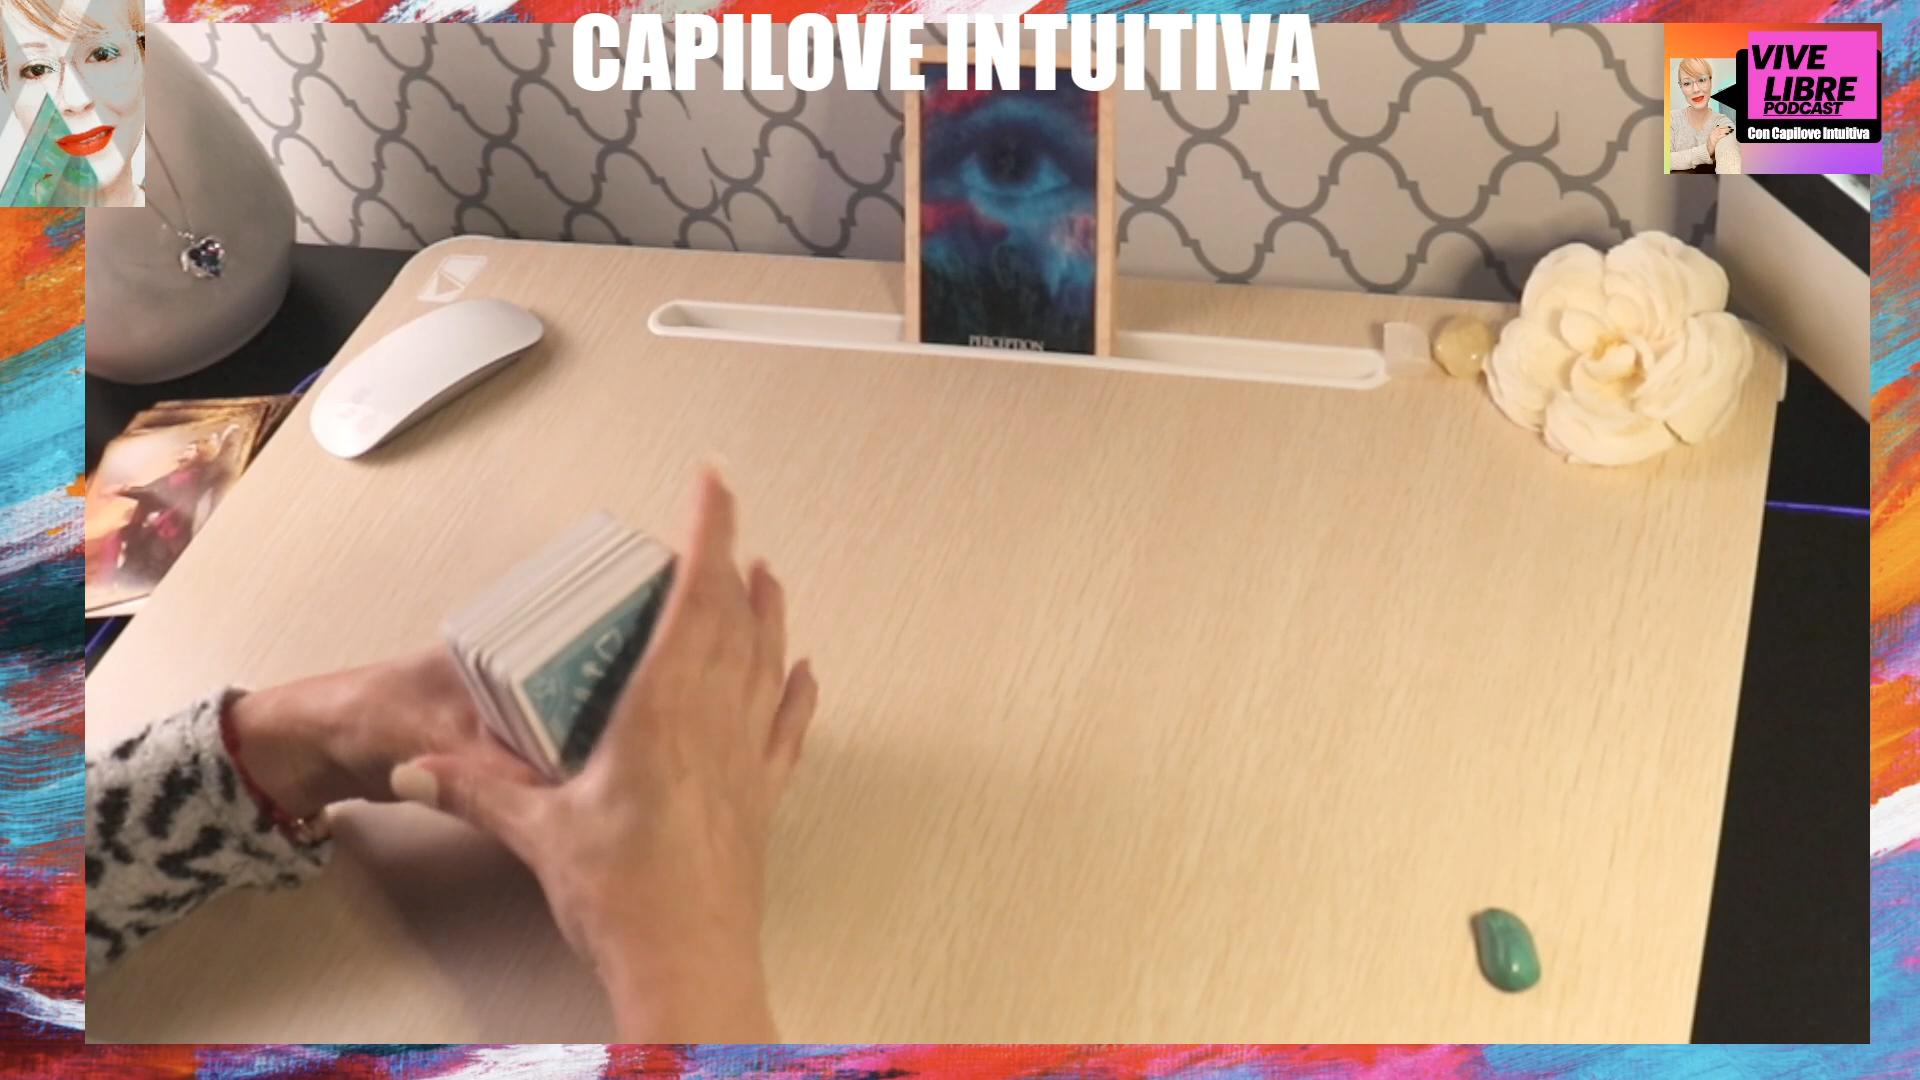 CAPILOVE INTUITIVA
VIVE
LIBRE
PODCAST
Con Capilove Intuitiva
PERCEPTION